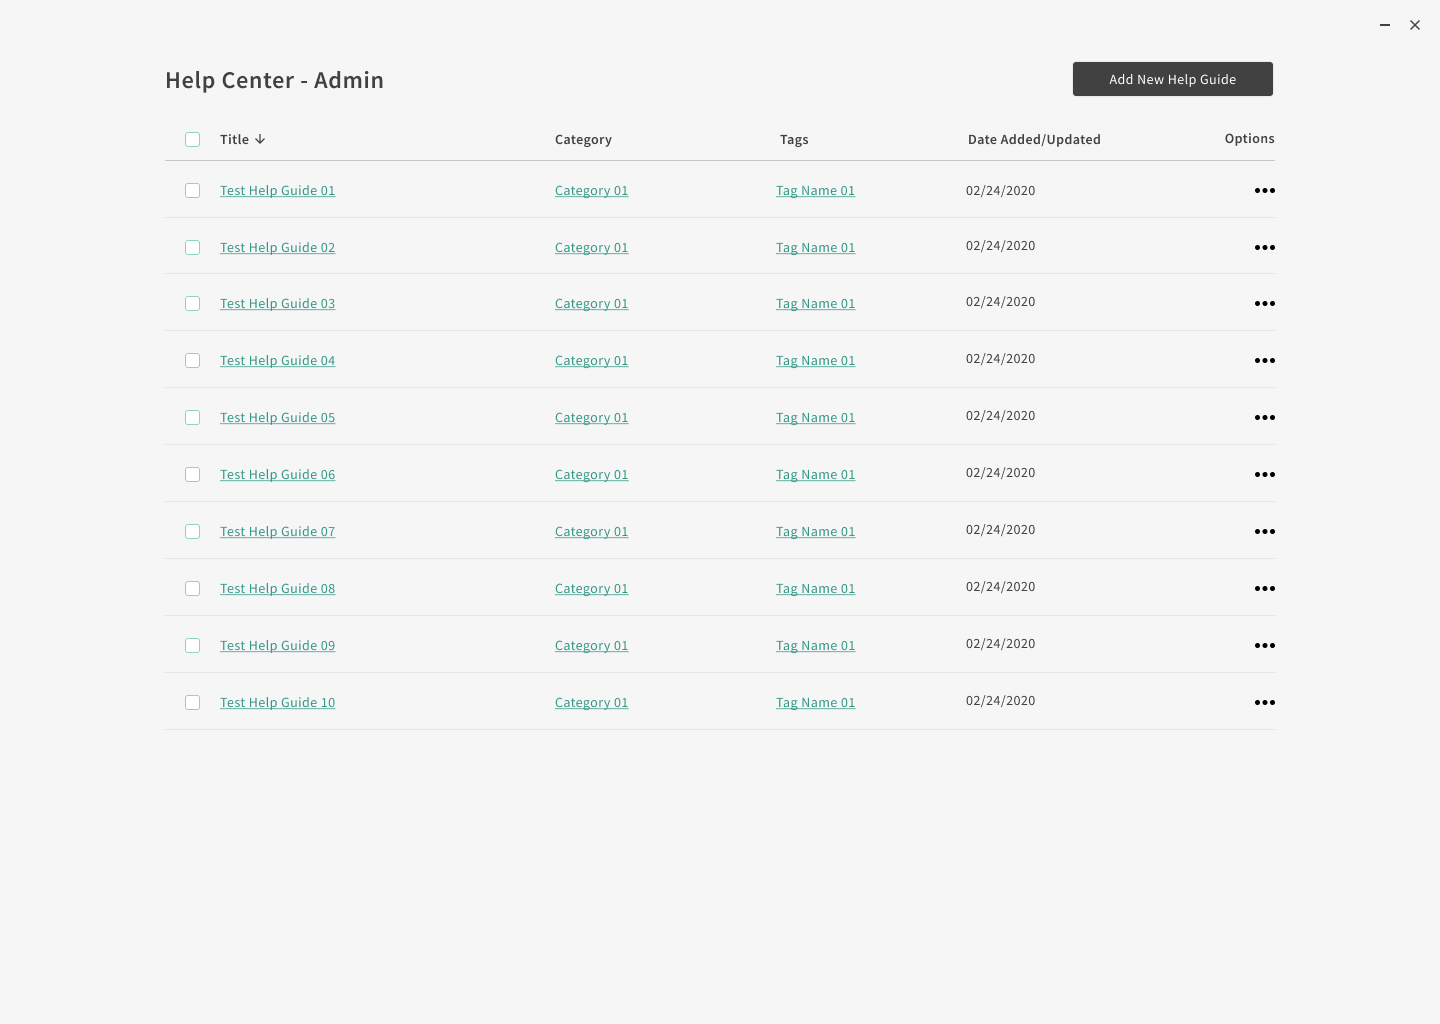 Help Center - Admin
Add New Help Guide
Title Category Tags Date Added/Updated Options
Test Help Guide 01 Category 01 Tag Name 01 02/24/2020
Test Help Guide 02 Category 01 Tag Name 01 02/24/2020
Test Help Guide 03 Category 01 Tag Name 01 02/24/2020
Test Help Guide 04 Category 01 Tag Name 01 02/24/2020
Test Help Guide 05 Category 01 Tag Name 01 02/24/2020
Test Help Guide 06 Category 01 Tag Name 01 02/24/2020
Test Help Guide 07 Category 01 Tag Name 01 02/24/2020
Test Help Guide 08 Category 01 Tag Name 01 02/24/2020
Test Help Guide 09 Category 01 Tag Name 01 02/24/2020
Test Help Guide 10 Category 01 Tag Name 01 02/24/2020